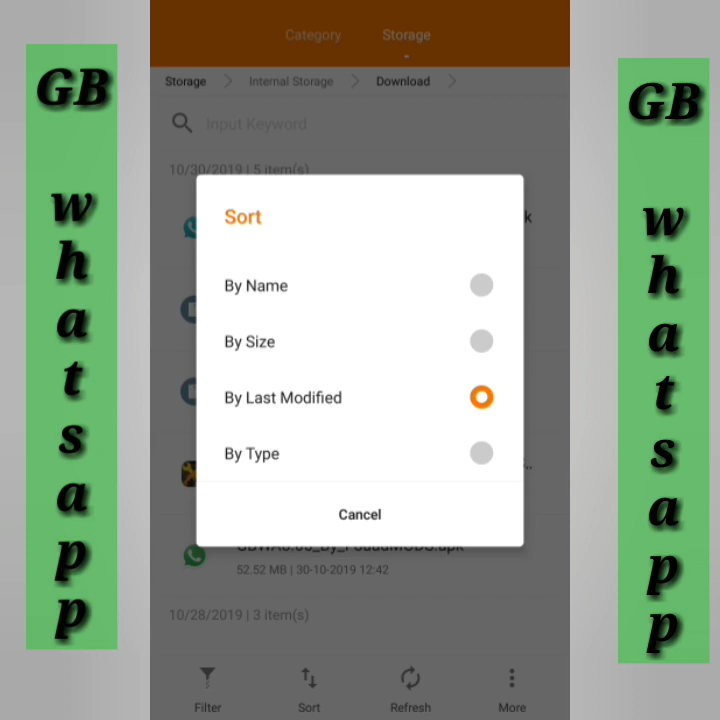 GB
whatsapp
Category Storage
Storage Internal Storage Download
Input Keyword
10/30/2019 | 5 item(s)
k
Sort
By Name
By Size
By Last Modified
By Type
..
Cancel
52.52 MB | 30-10-2019 12:42
10/28/2019 | 3 item(s)
Filter Sort Refresh More
GB
whatsapp